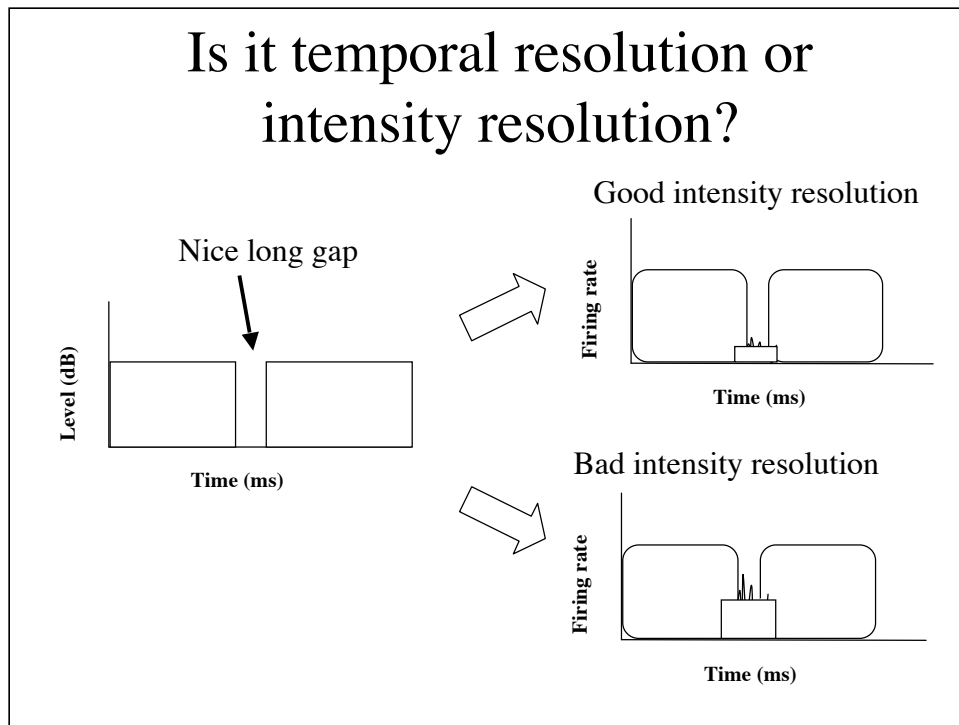 Is it temporal resolution or
intensity resolution?
Nice long gap
Level (dB)
Time (ms)
Good intensity resolution
Firing rate
Time (ms)
Bad intensity resolution
Firing rate
Time (ms)